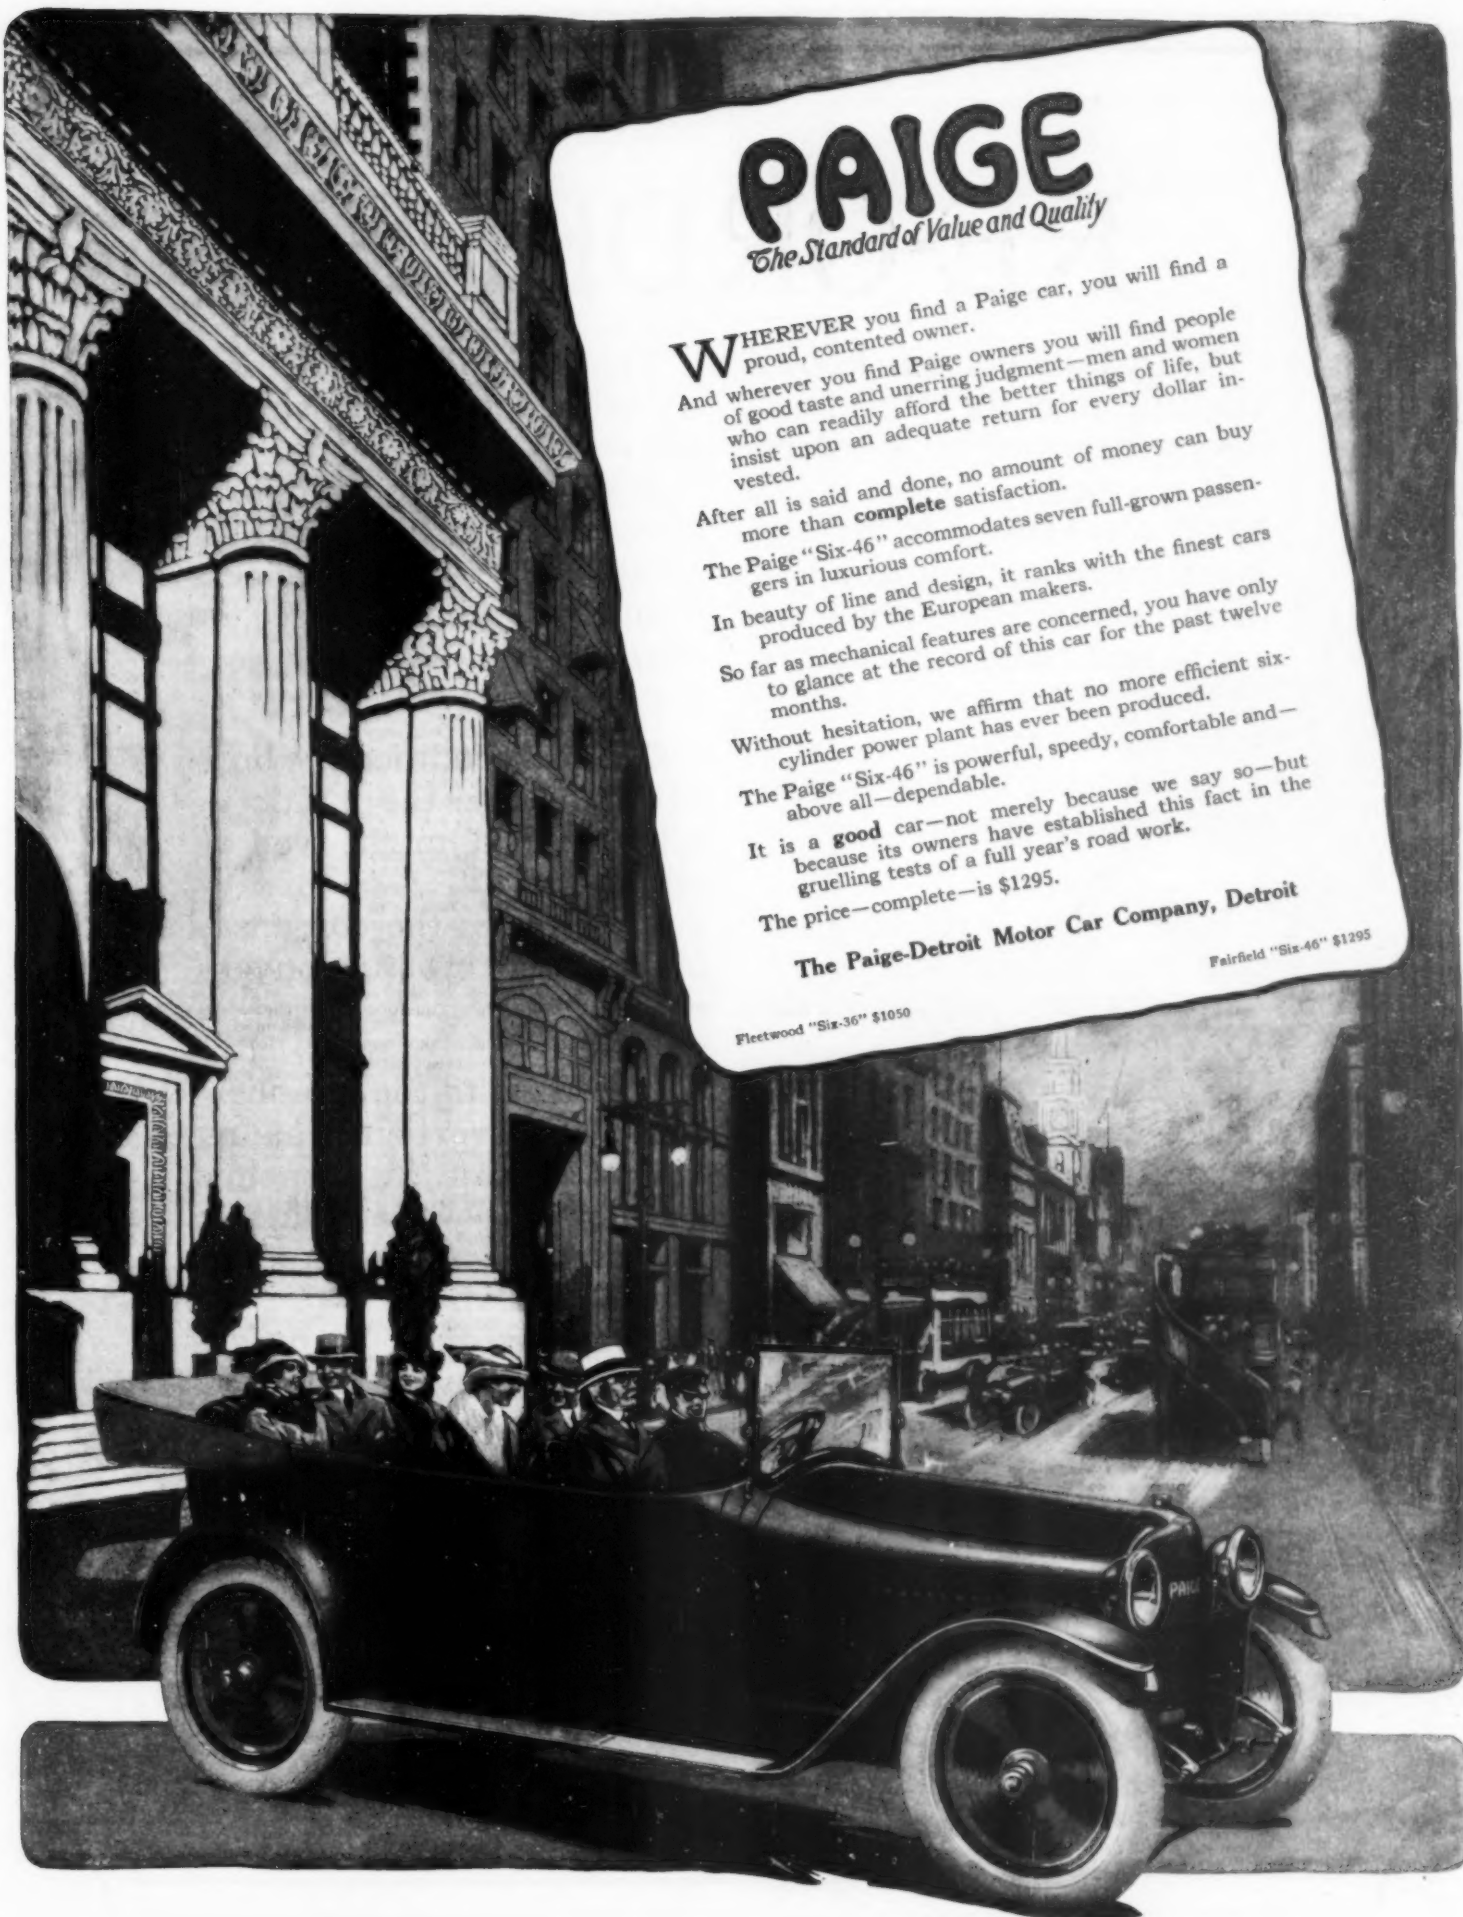 PAIGE
The Standard of Value and Quality
WHEREVER you find a Paige car, you will find a
proud, contented owner.
And wherever you find Paige owners you will find people
of good taste and unerring judgment—men and women
who can readily afford the better things of life, but
insist upon an adequate return for every dollar in-
vested.
After all is said and done, no amount of money can buy
more than complete satisfaction.
The Paige "Six-46" accommodates seven full-grown passen-
gers in luxurious comfort.
In beauty of line and design, it ranks with the finest cars
produced by the European makers.
So far as mechanical features are concerned, you have only
to glance at the record of this car for the past twelve
months.
Without hesitation, we affirm that no more efficient six-
cylinder power plant has ever been produced.
The Paige "Six-46" is powerful, speedy, comfortable and—
above all—dependable.
It is a good car—not merely because we say so—but
because its owners have established this fact in the
gruelling tests of a full year's road work.
The price—complete—is $1295.
The Paige-Detroit Motor Car Company, Detroit
Fleetwood "Six-36" $1050
Fairfield "Six-46" $1295
PAIGE